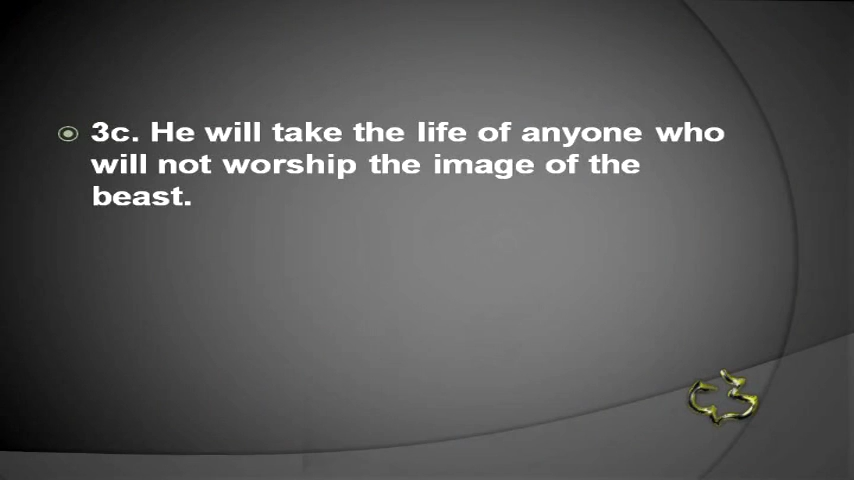 3c. He will take the life of anyone who
will not worship the image of the
beast.